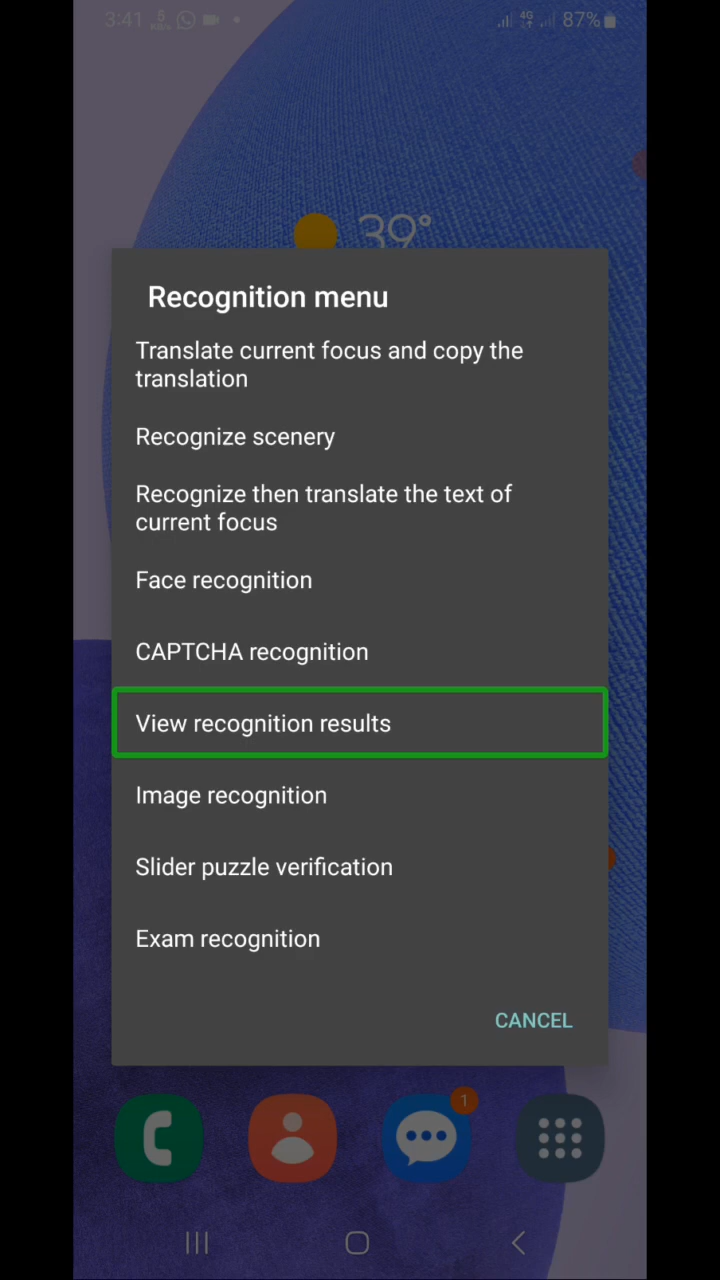 3:41
4G
87%
39°
Recognition menu
Translate current focus and copy the
translation
Recognize scenery
Recognize then translate the text of
current focus
Face recognition
CAPTCHA recognition
View recognition results
Image recognition
Slider puzzle verification
Exam recognition
CANCEL
1